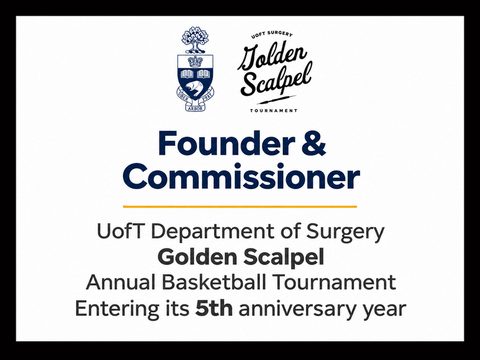 UOFT SURGERY
Golden
Scalpel
TOURNAMENT
Founder &
Commissioner
UofT Department of Surgery
Golden Scalpel
Annual Basketball Tournament
Entering its 5th anniversary year